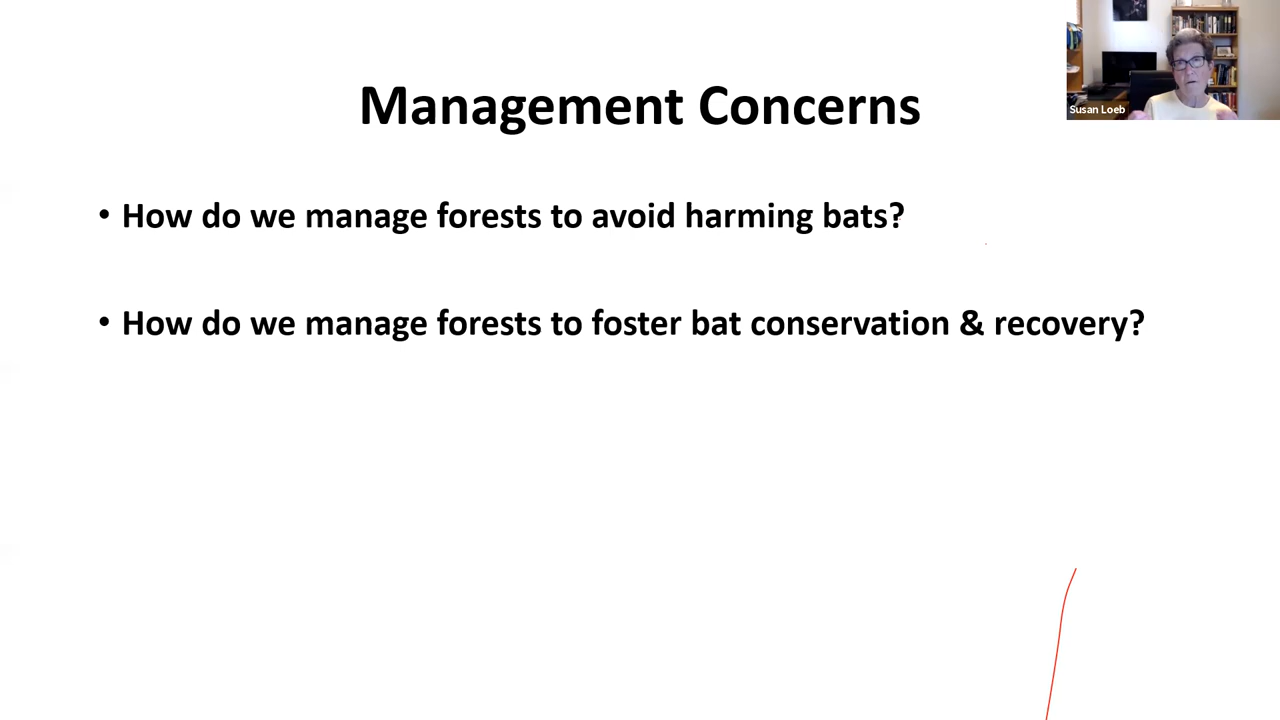 Susan Loeb
Management Concerns
• How do we manage forests to avoid harming bats?
• How do we manage forests to foster bat conservation & recovery?